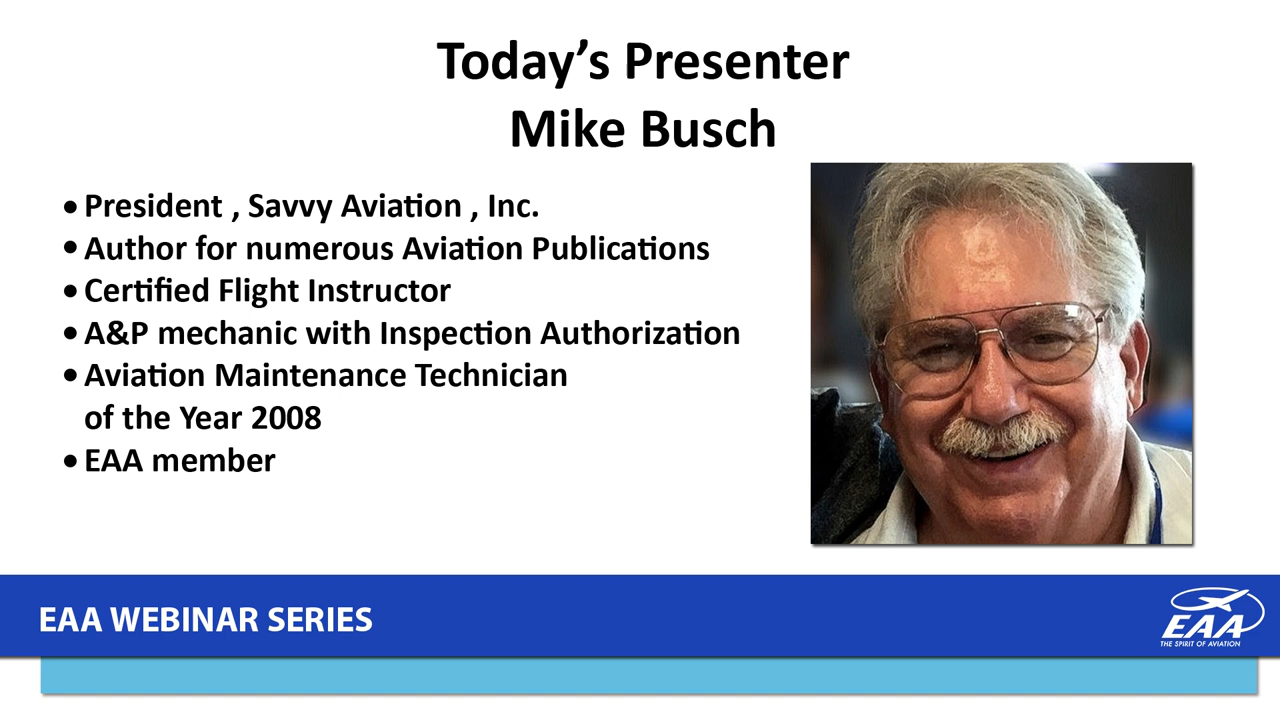 Today’s Presenter
Mike Busch
• President , Savvy Aviation , Inc.
• Author for numerous Aviation Publications
• Certified Flight Instructor
• A&P mechanic with Inspection Authorization
• Aviation Maintenance Technician
of the Year 2008
• EAA member
EAA WEBINAR SERIES
EAA
THE SPIRIT OF AVIATION